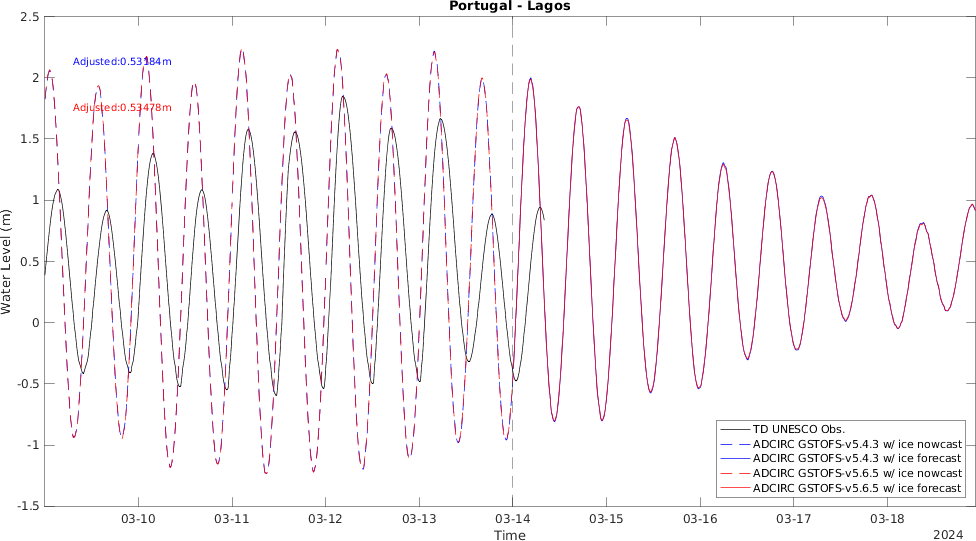 Portugal - Lagos
Adjusted:0.53184m
Adjusted:0.53478m
Water Level (m)
2.5
2
1.5
1
0.5
0
-0.5
-1
-1.5
TD UNESCO Obs.
ADCIRC GSTOFS-v5.4.3 w/ ice nowcast
ADCIRC GSTOFS-v5.4.3 w/ ice forecast
ADCIRC GSTOFS-v5.6.5 w/ ice nowcast
ADCIRC GSTOFS-v5.6.5 w/ ice forecast
03-10 03-11 03-12 03-13 03-14 03-15 03-16 03-17 03-18
Time
2024